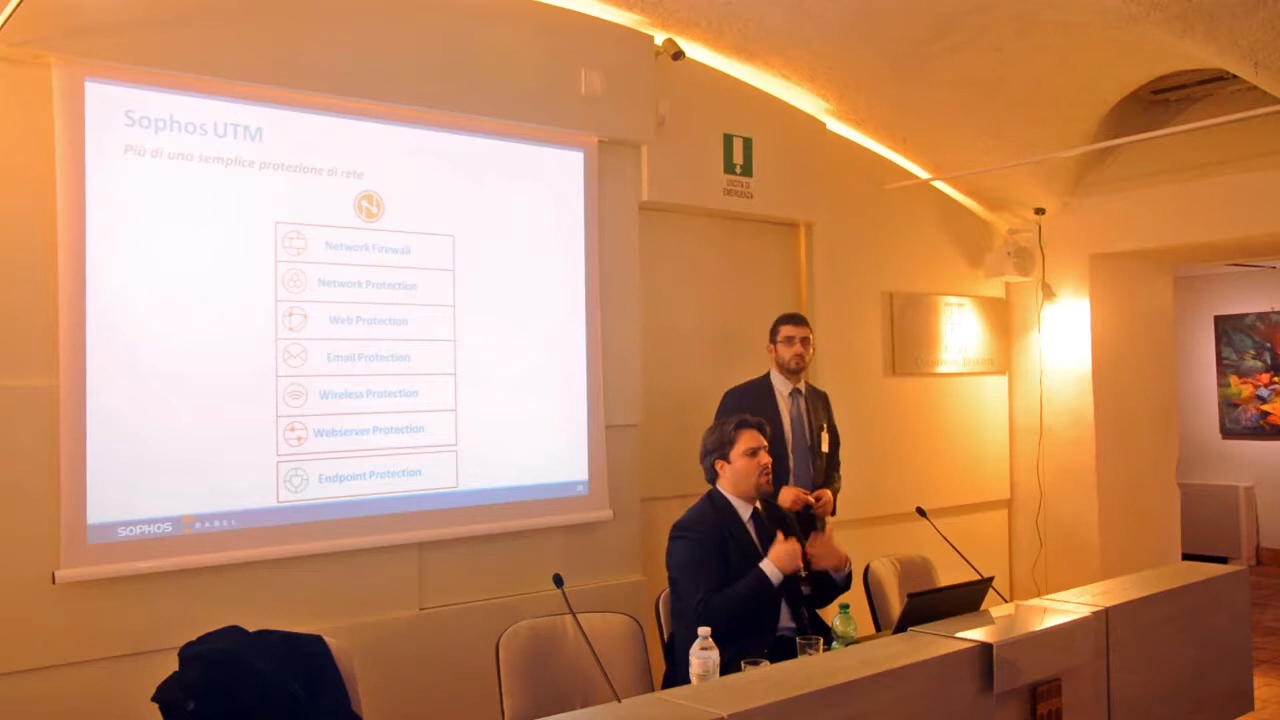 Sophos UTM
Più di una semplice protezione di rete
Network Firewall
Network Protection
Web Protection
Email Protection
Wireless Protection
Webserver Protection
Endpoint Protection
SOPHOS BABEL
USCITA DI
EMERGENZA